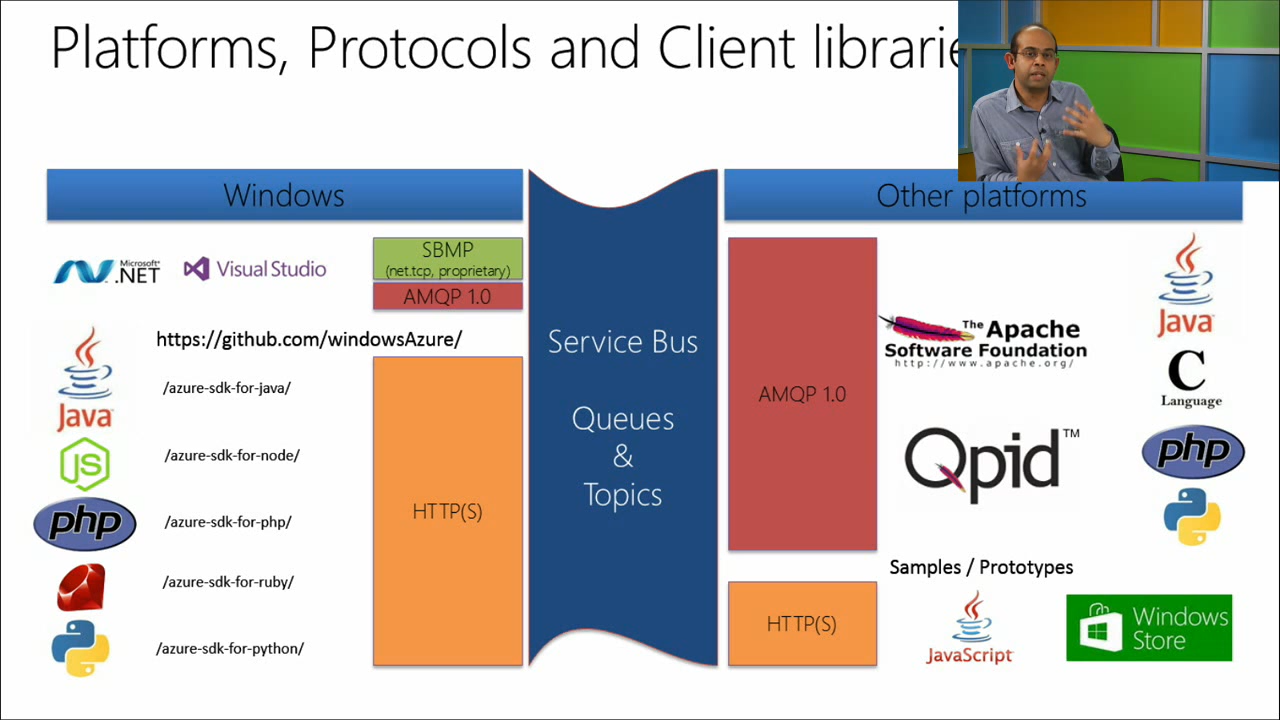 Platforms, Protocols and Client librarie
Windows
Other platforms
Microsoft
.NET
Visual Studio
SBMP
(net.tcp, proprietary)
AMQP 1.0
https://github.com/windowsAzure/
Java
/azure-sdk-for-java/
JS
/azure-sdk-for-node/
php
/azure-sdk-for-php/
/azure-sdk-for-ruby/
/azure-sdk-for-python/
HTTP(S)
Service Bus
Queues
&
Topics
AMQP 1.0
The Apache
Software Foundation
http://www.apache.org/
Qpid™
Java
C
Language
php
HTTP(S)
Samples / Prototypes
JavaScript
Windows
Store